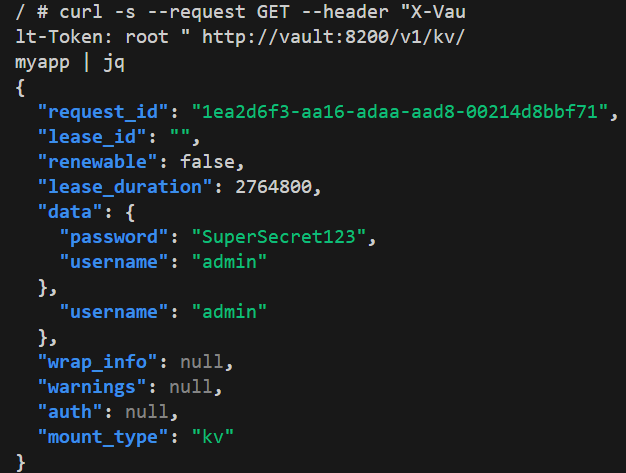 / # curl -s --request GET --header "X-Vau
lt-Token: root " http://vault:8200/v1/kv/
myapp | jq
{
  "request_id": "1ea2d6f3-aa16-adaa-aad8-00214d8bbf71",
  "lease_id": "",
  "renewable": false,
  "lease_duration": 2764800,
  "data": {
    "password": "SuperSecret123",
    "username": "admin"
  },
    "username": "admin"
  },
  "wrap_info": null,
  "warnings": null,
  "auth": null,
  "mount_type": "kv"
}